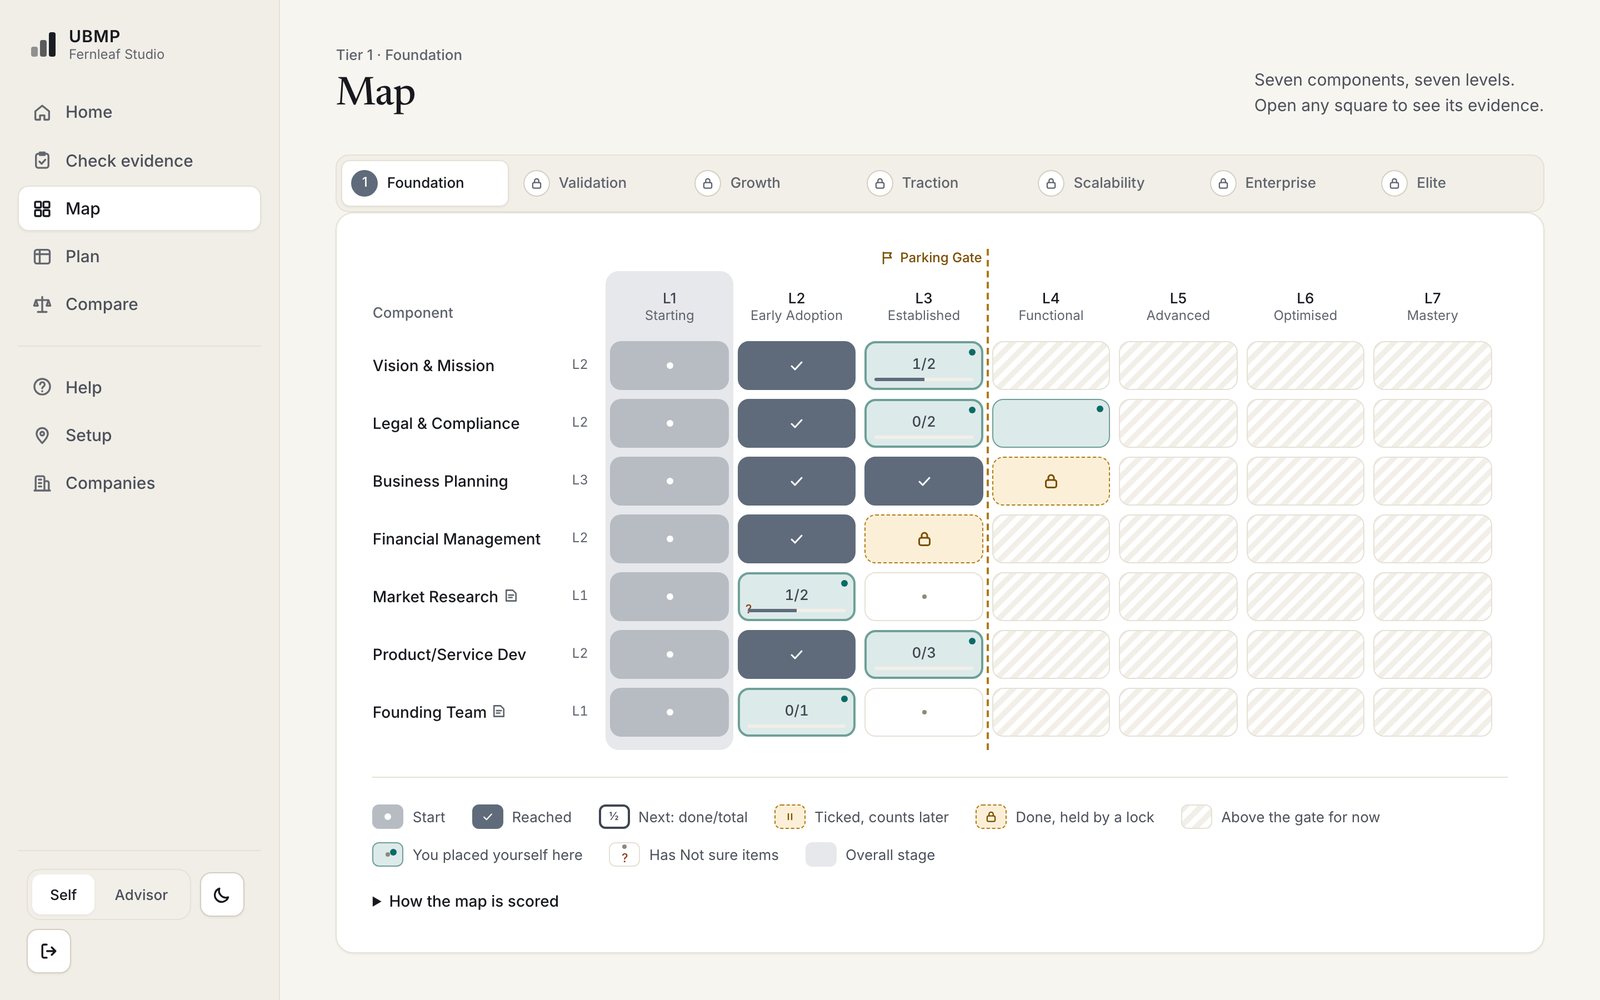 UBMP
Fernleaf Studio
Home
Check evidence
Map
Plan
Compare
Help
Setup
Companies
Self
Advisor
Tier 1 · Foundation
Map
Seven components, seven levels.
Open any square to see its evidence.
1 Foundation
Validation
Growth
Traction
Scalability
Enterprise
Elite
Parking Gate
Component
L1 Starting
L2 Early Adoption
L3 Established
L4 Functional
L5 Advanced
L6 Optimised
L7 Mastery
Vision & Mission L2 1/2
Legal & Compliance L2 0/2
Business Planning L3
Financial Management L2
Market Research L1 ? 1/2
Product/Service Dev L2 0/3
Founding Team L1 0/1
Start
Reached
½ Next: done/total
Ticked, counts later
Done, held by a lock
Above the gate for now
You placed yourself here
? Has Not sure items
Overall stage
How the map is scored